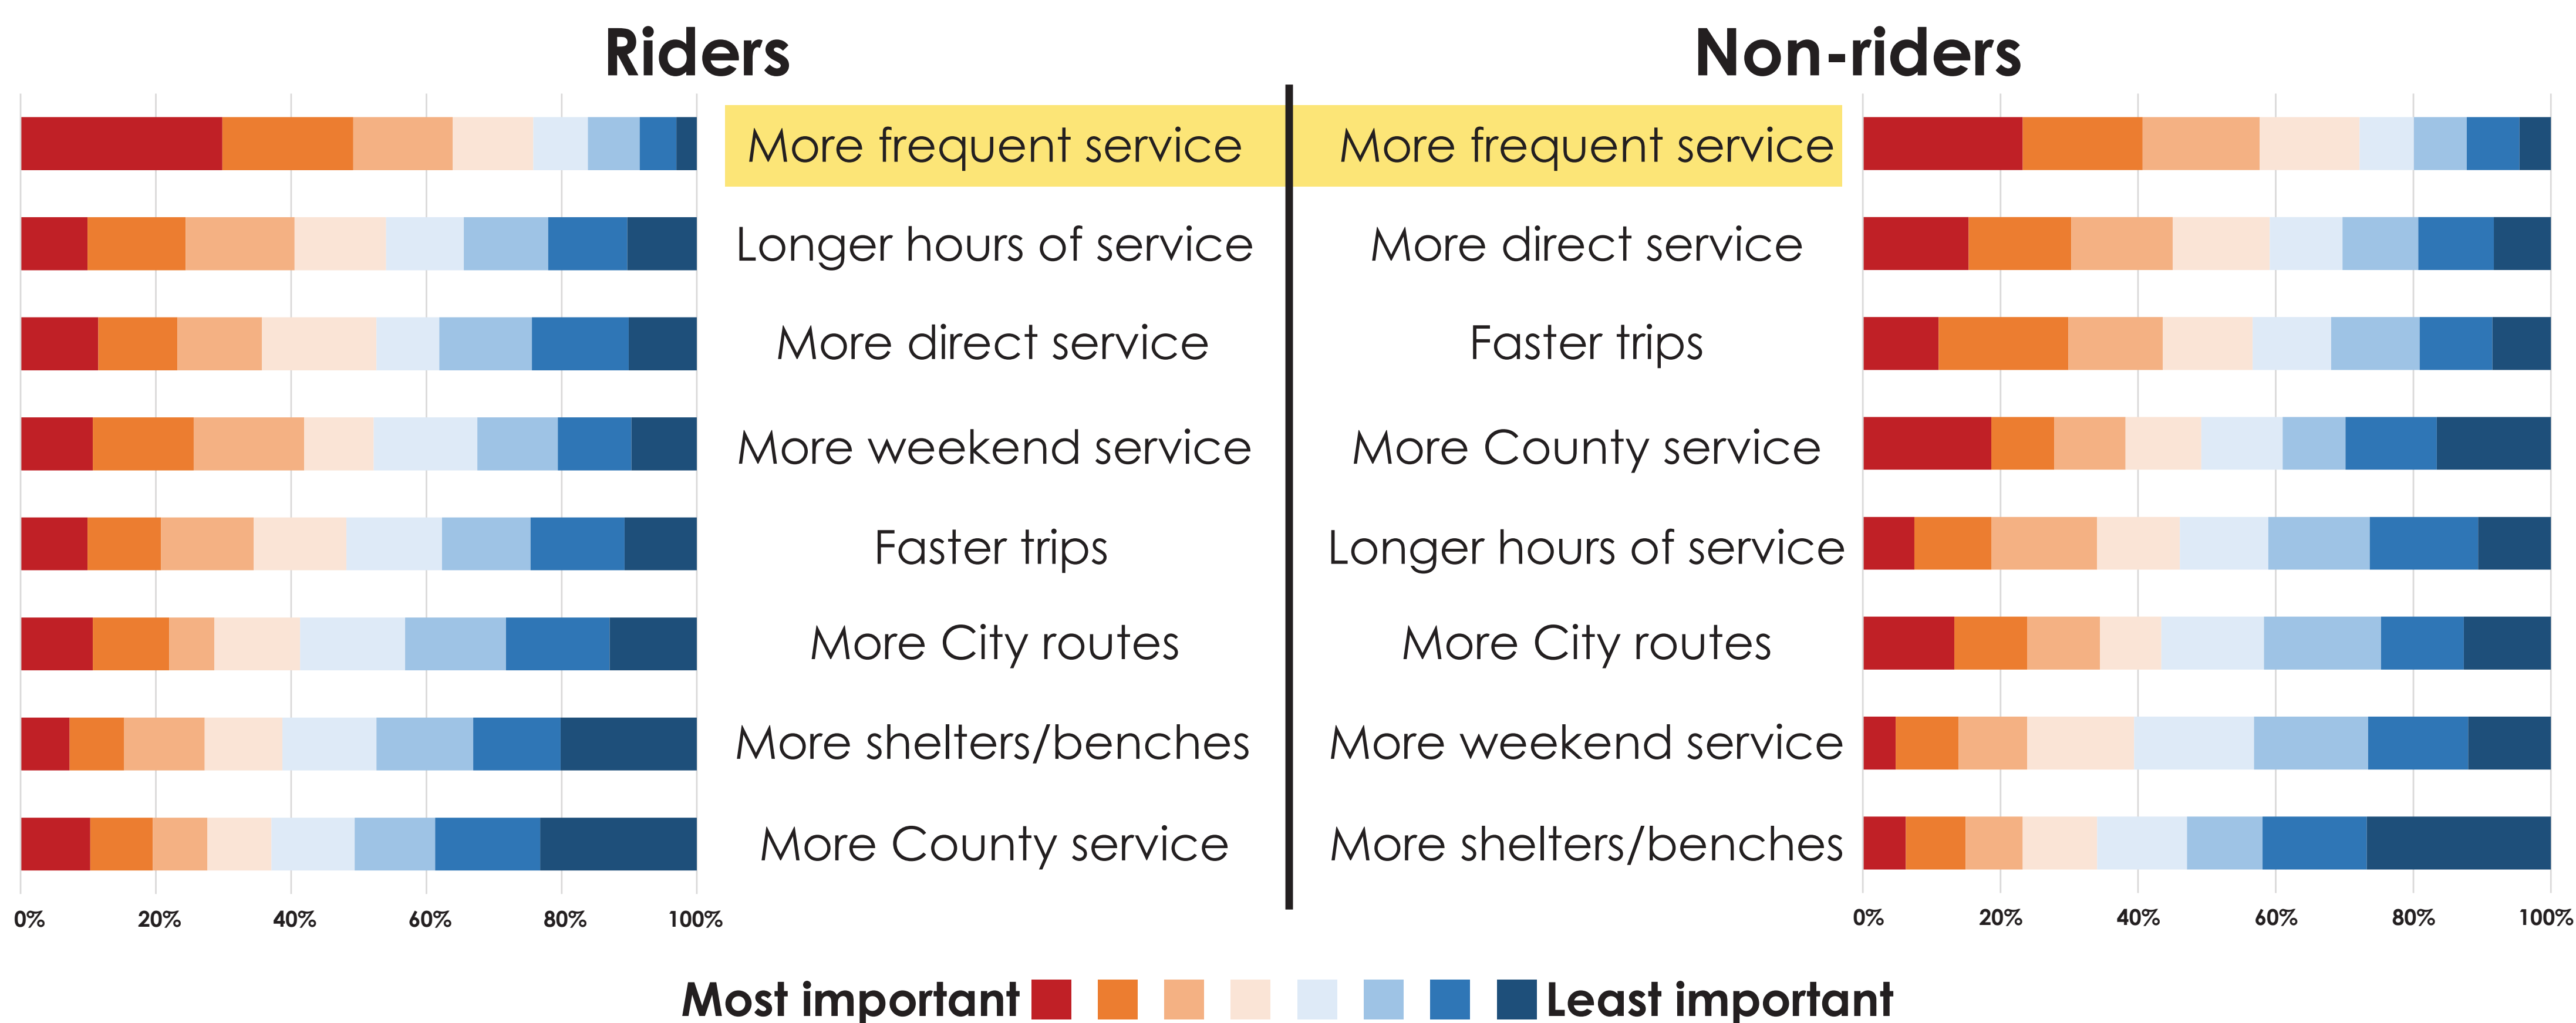 Riders
Non-riders
More frequent service
More frequent service
Longer hours of service
More direct service
More direct service
Faster trips
More weekend service
More County service
Faster trips
Longer hours of service
More City routes
More City routes
More shelters/benches
More weekend service
More County service
More shelters/benches
0% 20% 40% 60% 80% 100%
0% 20% 40% 60% 80% 100%
Most important
Least important